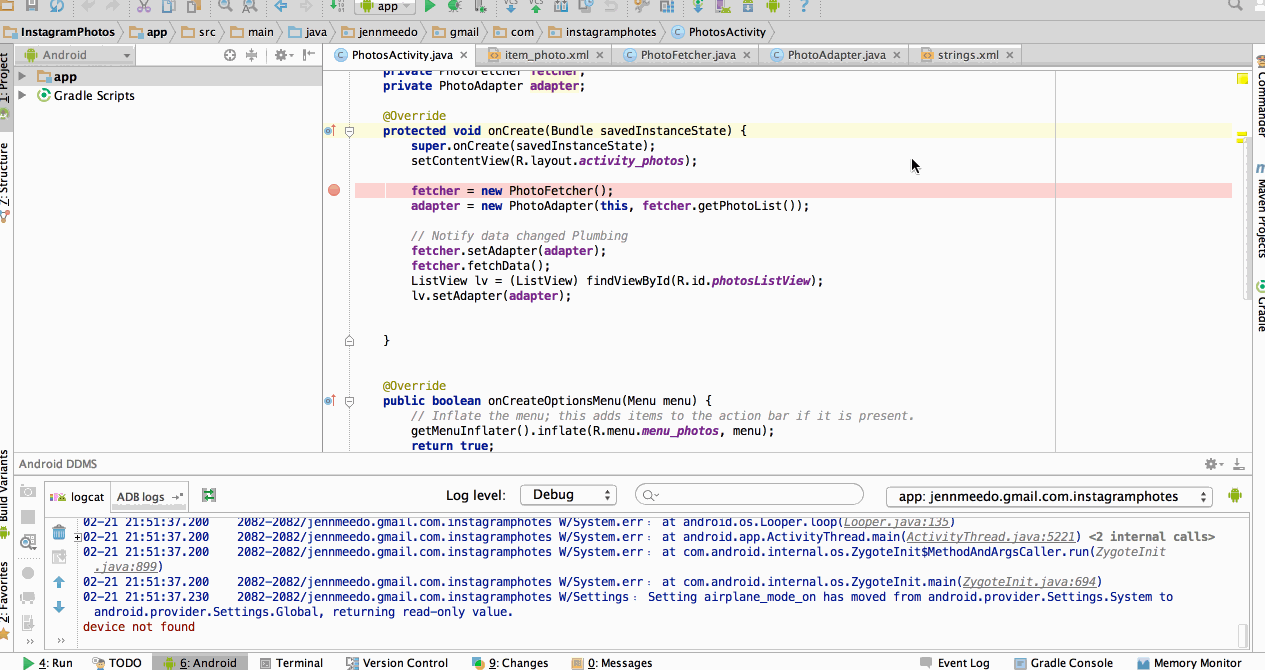 app
InstagramPhotos app src main java jennmeedo gmail com instagramphotes PhotosActivity
1: Project
7: Structure
Build Variants
2: Favorites
Android
app
Gradle Scripts
PhotosActivity.java item_photo.xml PhotoFetcher.java PhotoAdapter.java strings.xml
private PhotoFetcher fetcher;
private PhotoAdapter adapter;
@Override
protected void onCreate(Bundle savedInstanceState) {
super.onCreate(savedInstanceState);
setContentView(R.layout.activity_photos);
fetcher = new PhotoFetcher();
adapter = new PhotoAdapter(this, fetcher.getPhotoList());
// Notify data changed Plumbing
fetcher.setAdapter(adapter);
fetcher.fetchData();
ListView lv = (ListView) findViewById(R.id.photosListView);
lv.setAdapter(adapter);
}
@Override
public boolean onCreateOptionsMenu(Menu menu) {
// Inflate the menu; this adds items to the action bar if it is present.
getMenuInflater().inflate(R.menu.menu_photos, menu);
return true;
Commander
Maven Projects
Gradle
Android DDMS
logcat ADB logs Log level: Debug app: jennmeedo.gmail.com.instagramphotes
02-21 21:51:37.200 2082-2082/jennmeedo.gmail.com.instagramphotes W/System.err: at android.os.Looper.loop(Looper.java:135)
02-21 21:51:37.200 2082-2082/jennmeedo.gmail.com.instagramphotes W/System.err: at android.app.ActivityThread.main(ActivityThread.java:5221) <2 internal calls>
02-21 21:51:37.200 2082-2082/jennmeedo.gmail.com.instagramphotes W/System.err: at com.android.internal.os.ZygoteInit$MethodAndArgsCaller.run(ZygoteInit
.java:899)
02-21 21:51:37.200 2082-2082/jennmeedo.gmail.com.instagramphotes W/System.err: at com.android.internal.os.ZygoteInit.main(ZygoteInit.java:694)
02-21 21:51:37.230 2082-2082/jennmeedo.gmail.com.instagramphotes W/Settings: Setting airplane_mode_on has moved from android.provider.Settings.System to
android.provider.Settings.Global, returning read-only value.
device not found
4: Run TODO 6: Android Terminal Version Control 9: Changes 0: Messages Event Log Gradle Console Memory Monitor